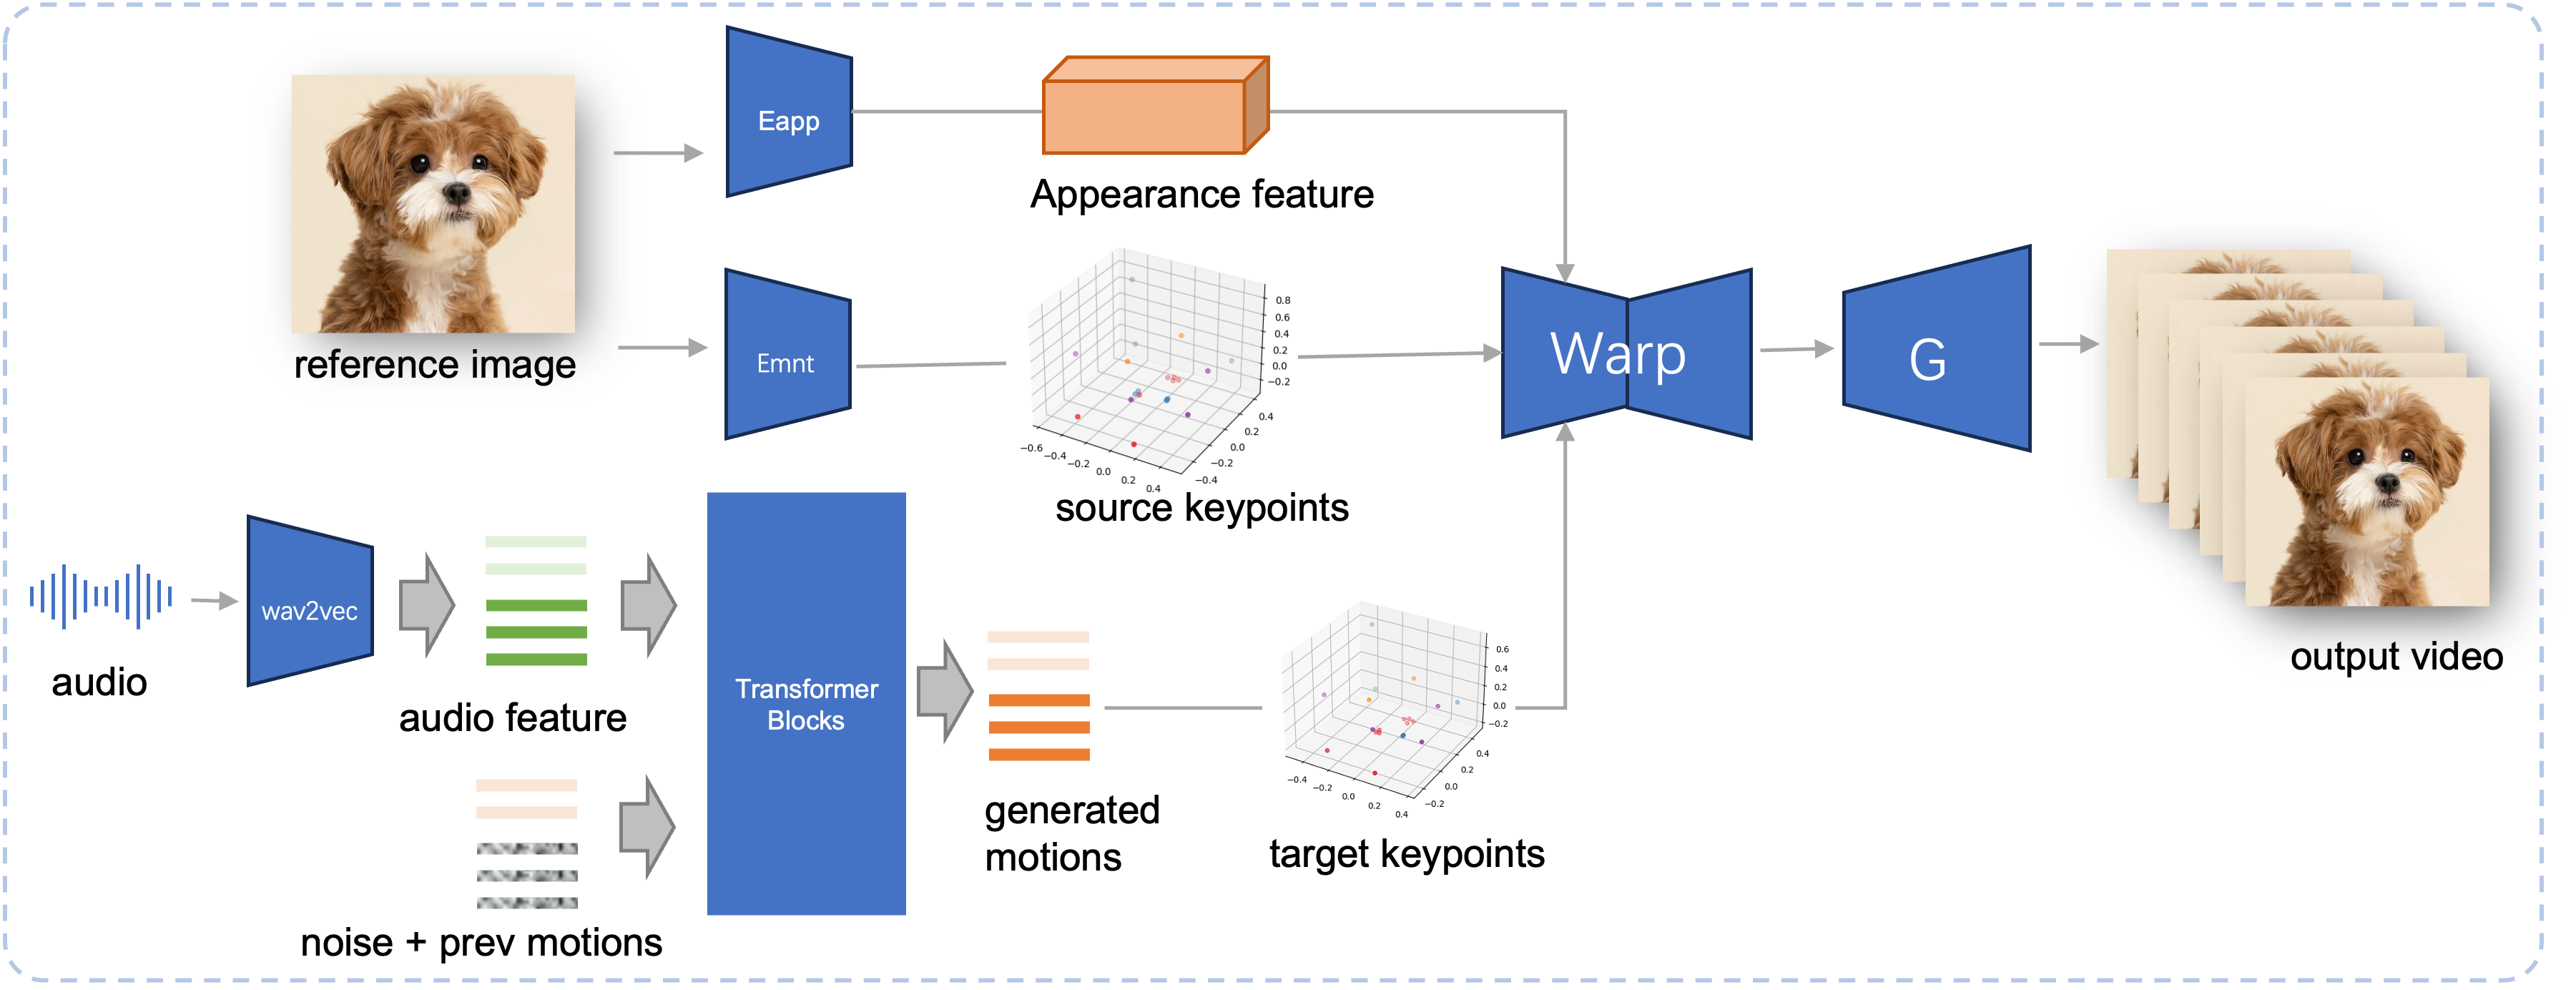 Eapp
Appearance feature
reference image
Emnt
0.8
0.6
0.4
0.2
0.0
−0.2
0.4
0.2
0.0
−0.2
−0.4
−0.6
−0.4
−0.2
0.0
0.2
0.4
source keypoints
Warp
G
output video
audio
wav2vec
audio feature
noise + prev motions
Transformer
Blocks
generated
motions
0.6
0.4
0.2
0.0
−0.2
0.4
0.2
0.0
−0.2
−0.4
−0.2
0.0
0.2
0.4
target keypoints